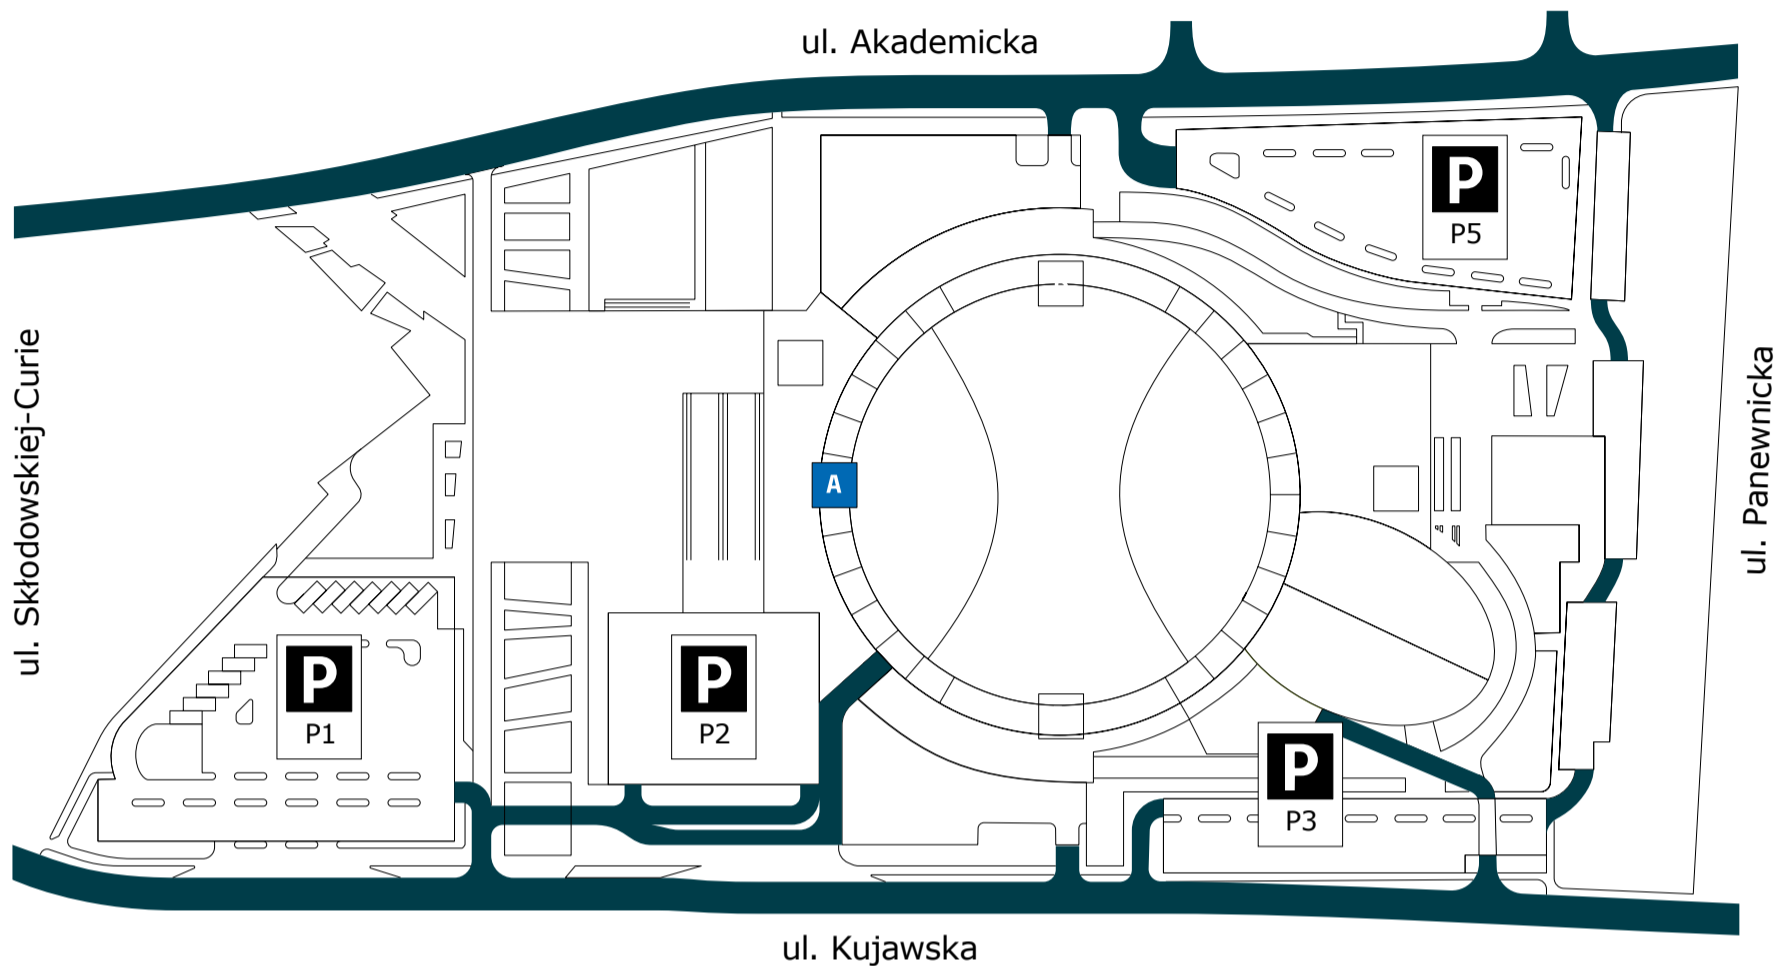 ul. Akademicka
P
P5
ul. Skłodowskiej-Curie
ul. Panewnicka
A
P
P1
P
P2
P
P3
ul. Kujawska